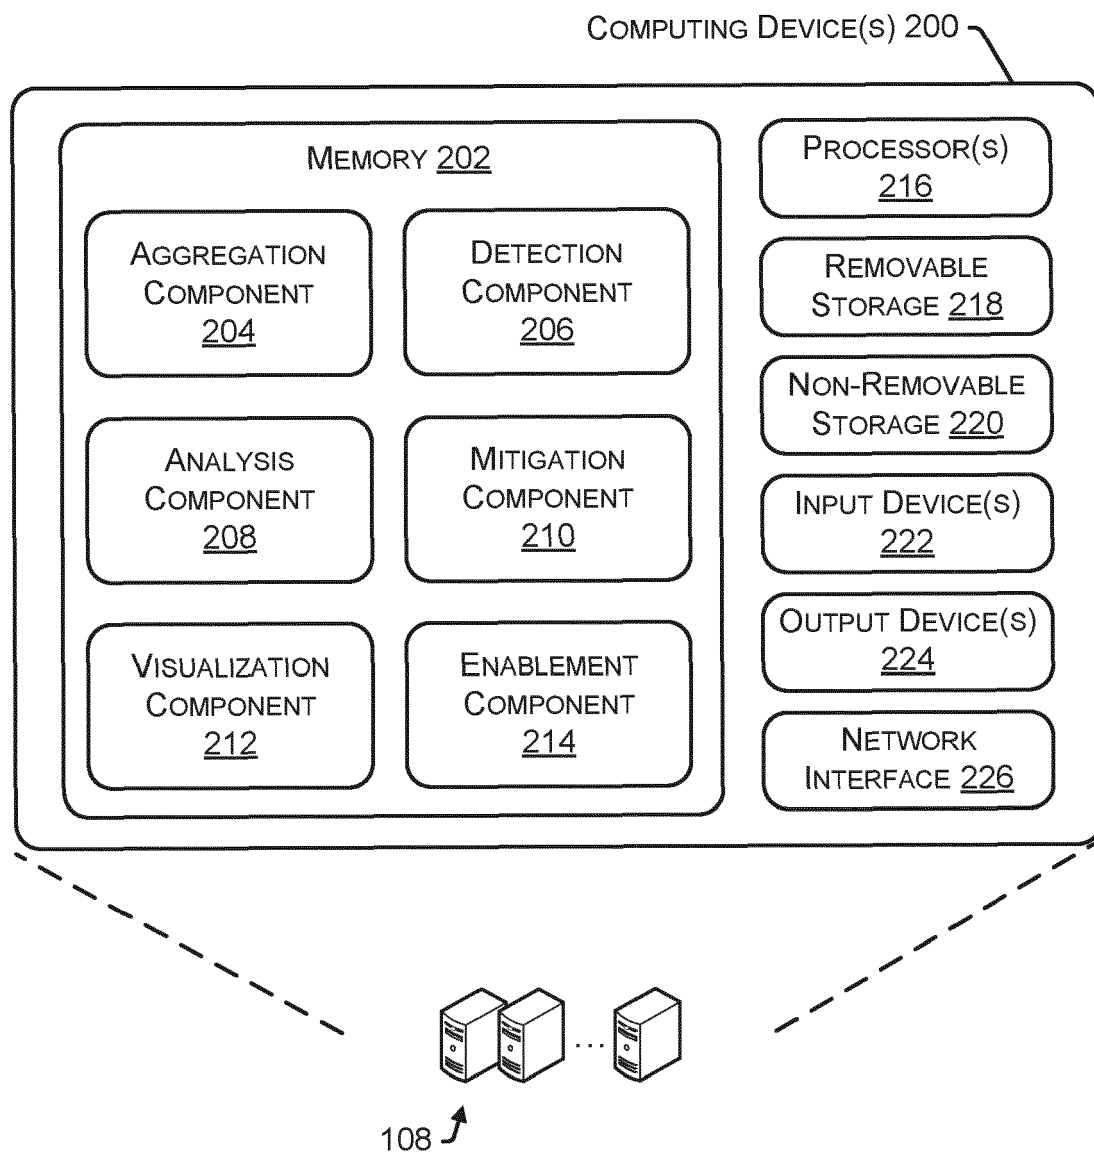 COMPUTING DEVICE(S) 200
MEMORY 202
AGGREGATION
COMPONENT
204
DETECTION
COMPONENT
206
ANALYSIS
COMPONENT
208
MITIGATION
COMPONENT
210
VISUALIZATION
COMPONENT
212
ENABLEMENT
COMPONENT
214
PROCESSOR(S)
216
REMOVABLE
STORAGE 218
NON-REMOVABLE
STORAGE 220
INPUT DEVICE(S)
222
OUTPUT DEVICE(S)
224
NETWORK
INTERFACE 226
...
108